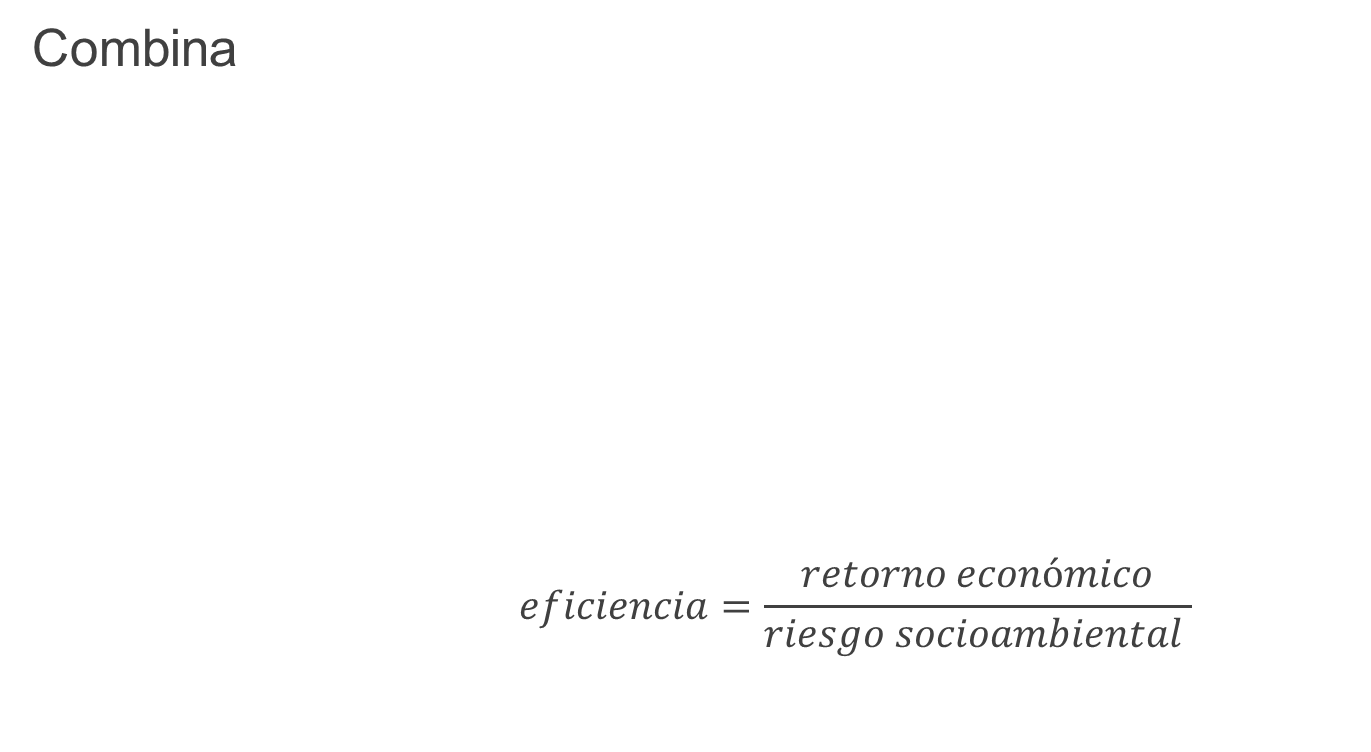 Combina
eficiencia = retorno económico / riesgo socioambiental